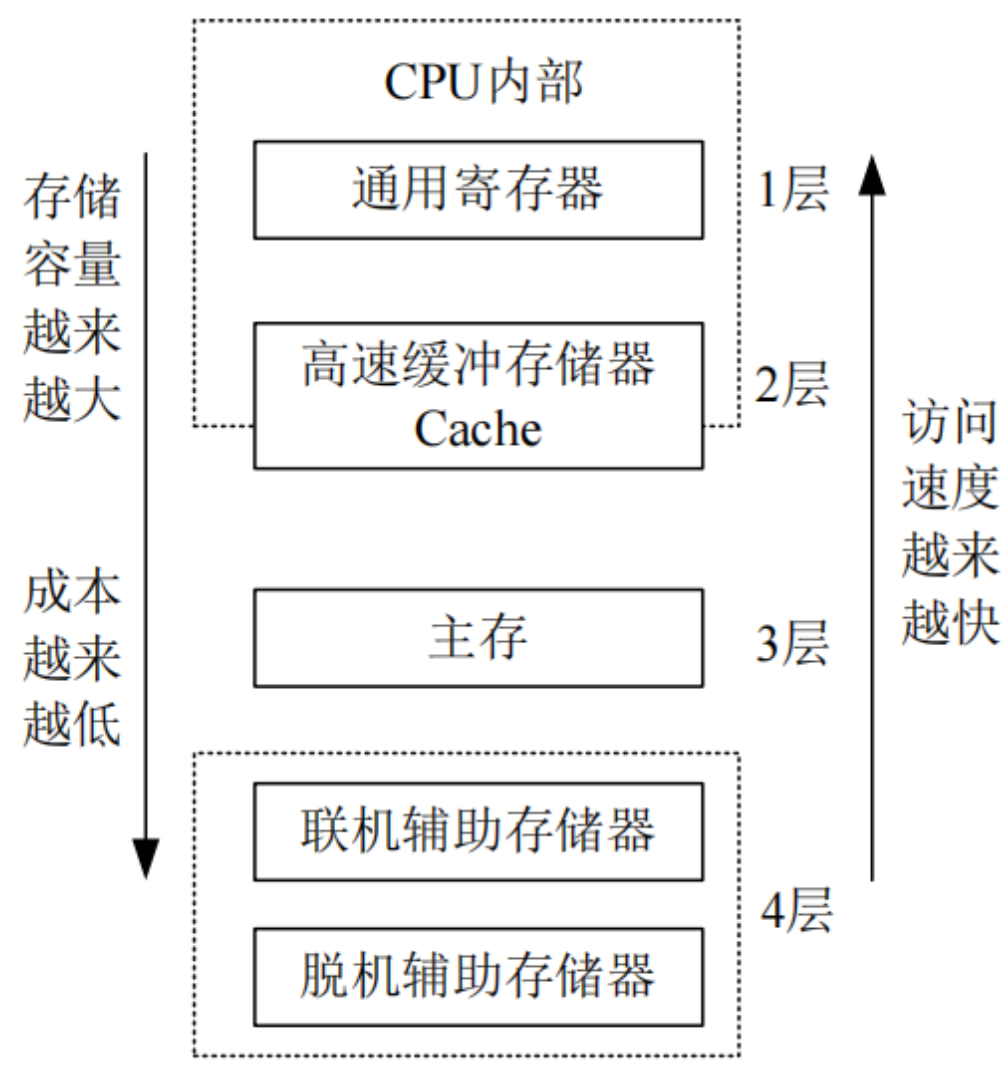 CPU内部
通用寄存器
1层
存储
容量
越来
越大
高速缓冲存储器
Cache
2层
访问
速度
越来
越快
成本
越来
越低
主存
3层
联机辅助存储器
脱机辅助存储器
4层